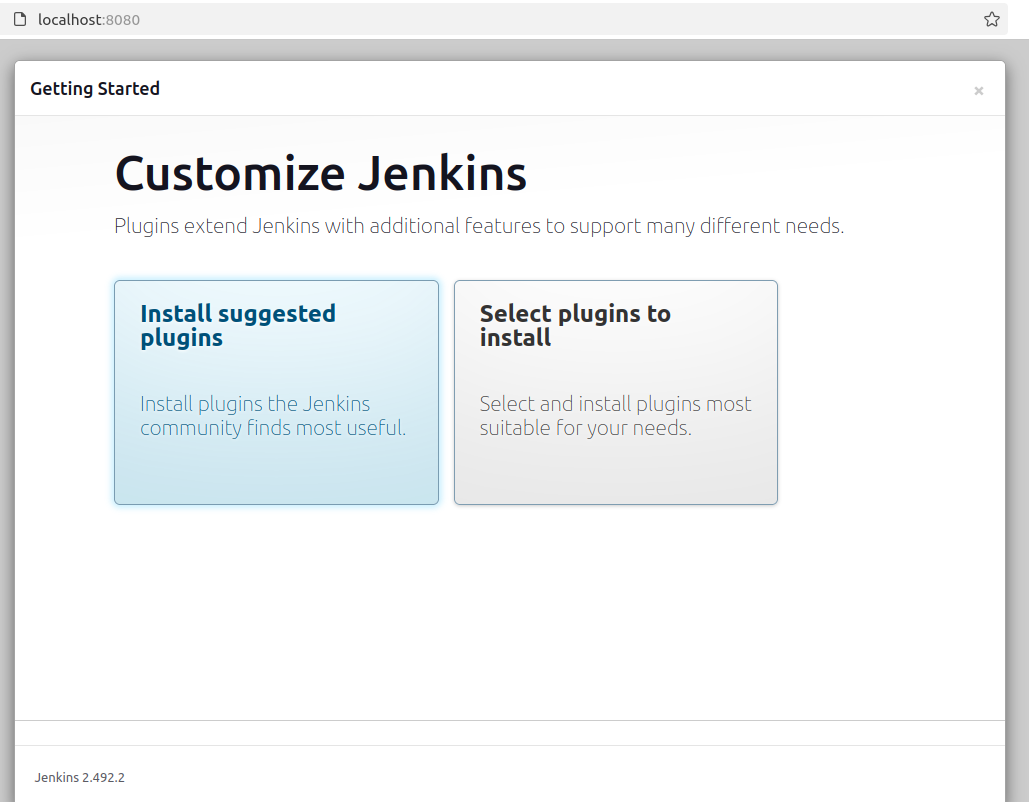 localhost:8080
Getting Started
×
Customize Jenkins
Plugins extend Jenkins with additional features to support many different needs.
Install suggested
plugins
Install plugins the Jenkins
community finds most useful.
Select plugins to
install
Select and install plugins most
suitable for your needs.
Jenkins 2.492.2